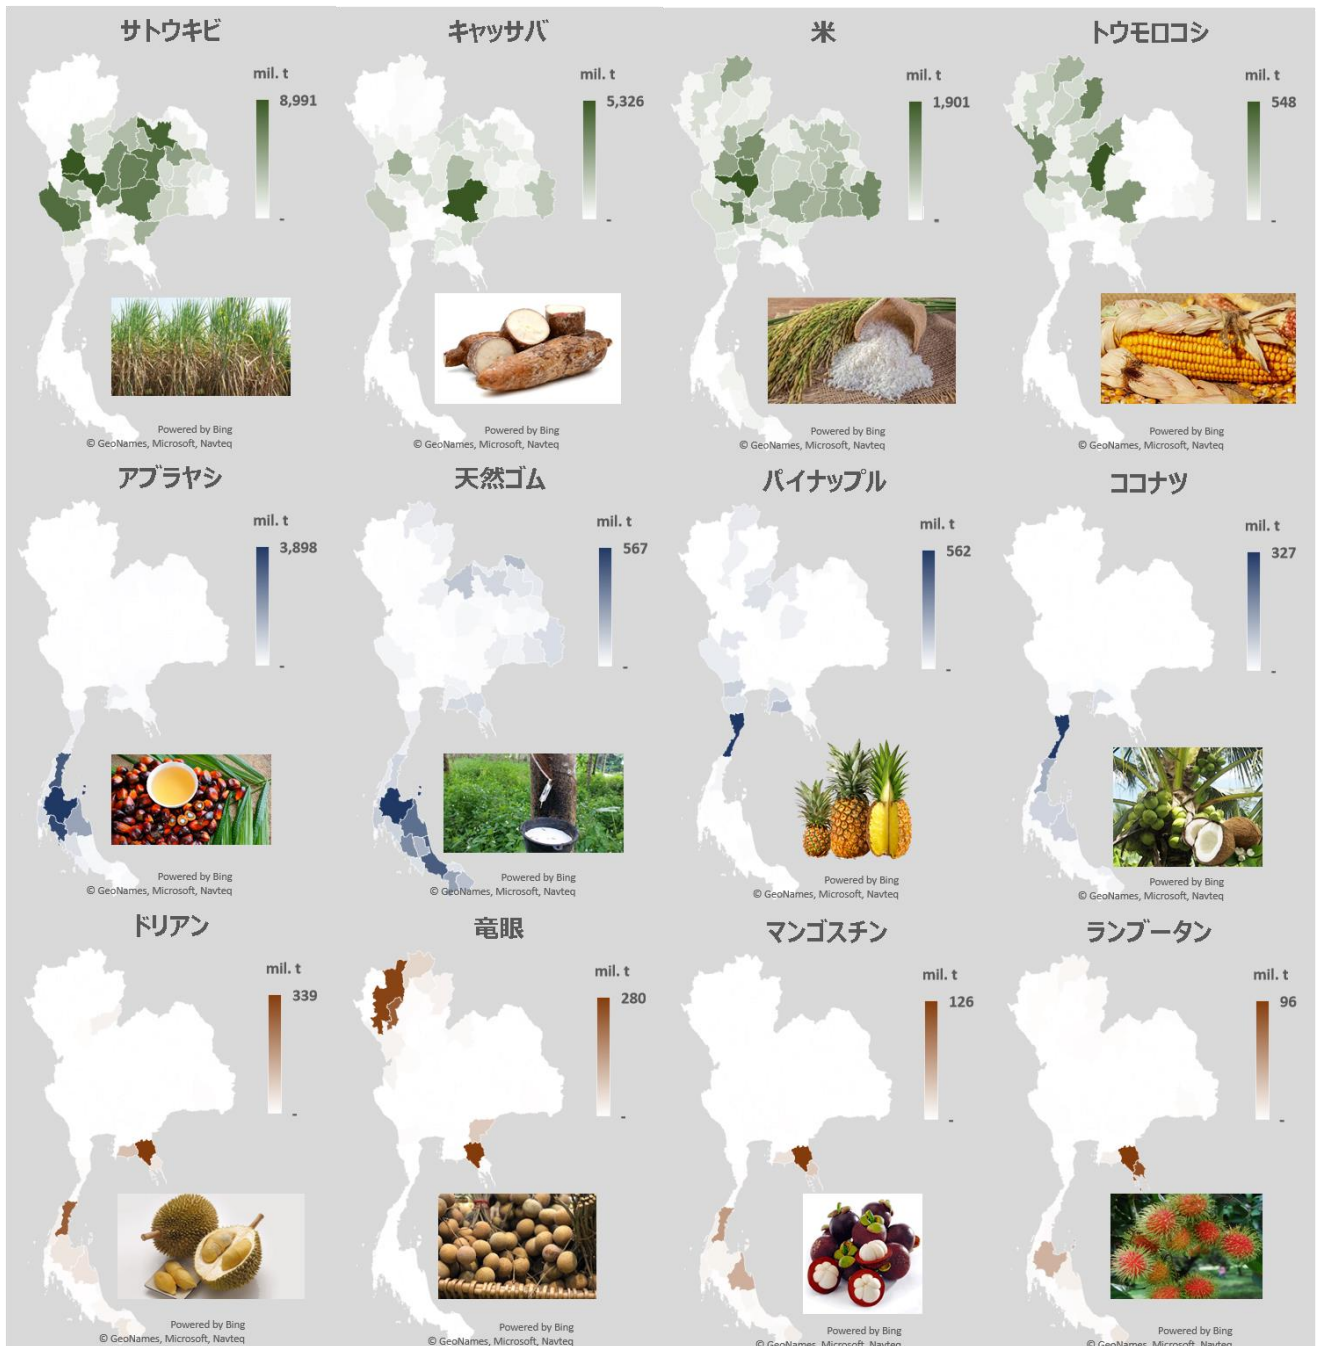 サトウキビ
mil. t
8,991
-
Powered by Bing
© GeoNames, Microsoft, Navteq
キャッサバ
mil. t
5,326
-
Powered by Bing
© GeoNames, Microsoft, Navteq
米
mil. t
1,901
-
Powered by Bing
© GeoNames, Microsoft, Navteq
トウモロコシ
mil. t
548
-
Powered by Bing
© GeoNames, Microsoft, Navteq
アブラヤシ
mil. t
3,898
-
Powered by Bing
© GeoNames, Microsoft, Navteq
天然ゴム
mil. t
567
-
Powered by Bing
© GeoNames, Microsoft, Navteq
パイナップル
mil. t
562
-
Powered by Bing
© GeoNames, Microsoft, Navteq
ココナツ
mil. t
327
-
Powered by Bing
© GeoNames, Microsoft, Navteq
ドリアン
mil. t
339
-
Powered by Bing
© GeoNames, Microsoft, Navteq
竜眼
mil. t
280
-
Powered by Bing
© GeoNames, Microsoft, Navteq
マンゴスチン
mil. t
126
-
Powered by Bing
© GeoNames, Microsoft, Navteq
ランブータン
mil. t
96
-
Powered by Bing
© GeoNames, Microsoft, Navteq